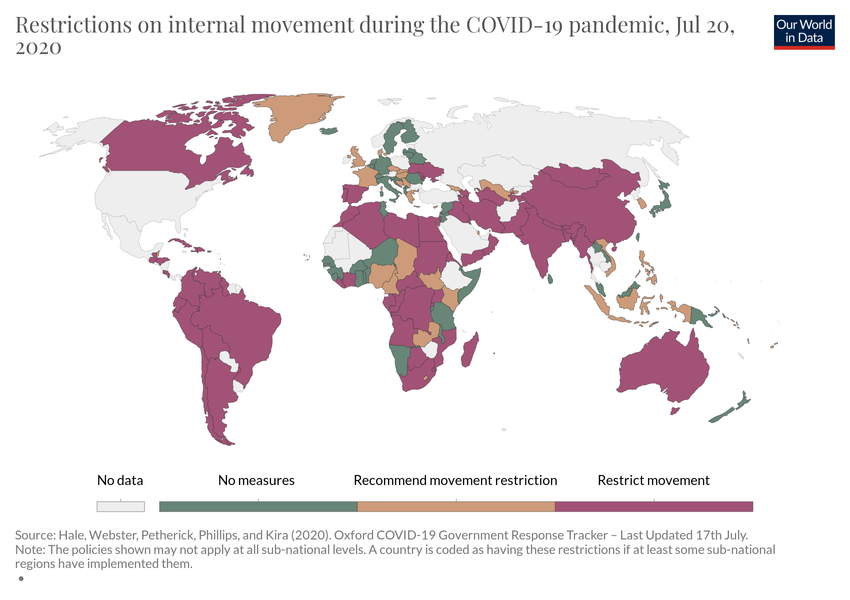 Restrictions on internal movement during the COVID-19 pandemic, Jul 20,
2020
Our World
in Data
No data
No measures
Recommend movement restriction
Restrict movement
Source: Hale, Webster, Petherick, Phillips, and Kira (2020). Oxford COVID-19 Government Response Tracker – Last Updated 17th July.
Note: The policies shown may not apply at all sub-national levels. A country is coded as having these restrictions if at least some sub-national
regions have implemented them.